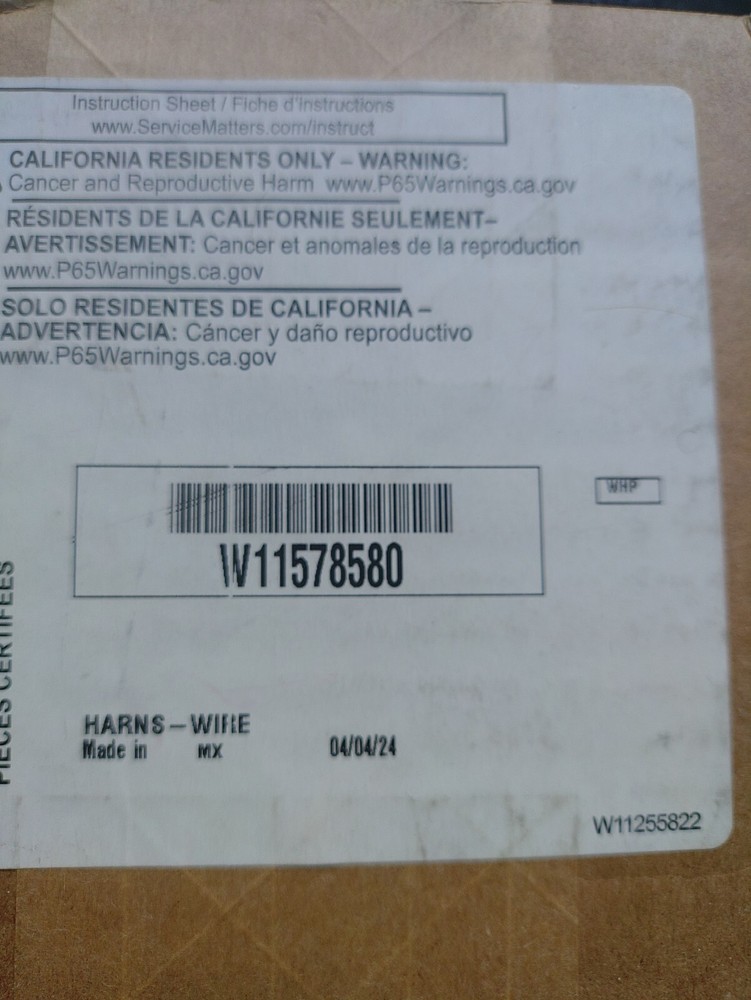 Instruction Sheet / Fiche d'instructions
www.ServiceMatters.com/instruct
CALIFORNIA RESIDENTS ONLY – WARNING:
Cancer and Reproductive Harm www.P65Warnings.ca.gov
RÉSIDENTS DE LA CALIFORNIE SEULEMENT–
AVERTISSEMENT: Cancer et anomales de la reproduction
www.P65Warnings.ca.gov
SOLO RESIDENTES DE CALIFORNIA –
ADVERTENCIA: Cáncer y daño reproductivo
www.P65Warnings.ca.gov
WHP
W11578580
PIECES CERTIFEES
HARNS – WIRE
Made in MX 04/04/24
W11255822